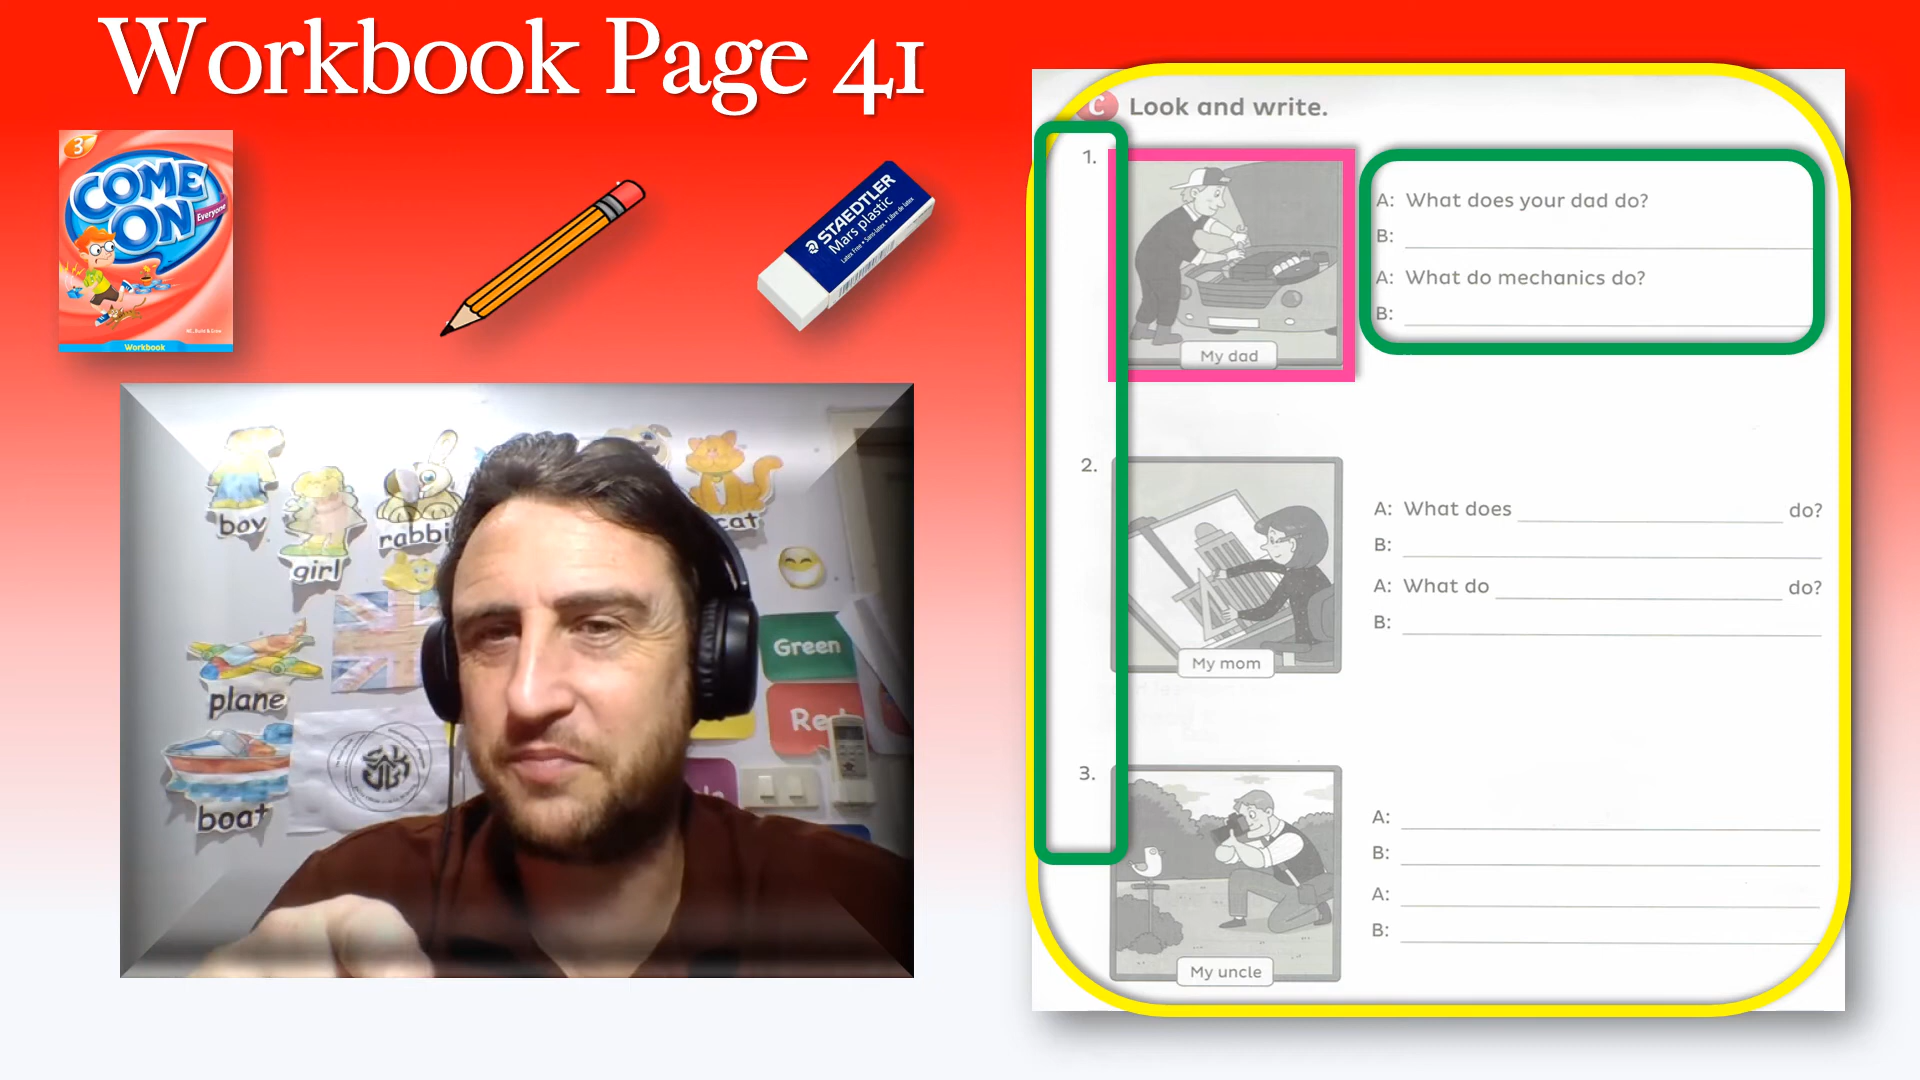 Workbook Page 41
3
COME
ON
Everyone
Workbook
STAEDTLER
Mars plastic
boy
girl
rabbi
cat
plane
boat
Green
Red
C Look and write.
1.
My dad
A: What does your dad do?
B:
A: What do mechanics do?
B:
2.
My mom
A: What does do?
B:
A: What do do?
B:
3.
My uncle
A:
B:
A:
B: